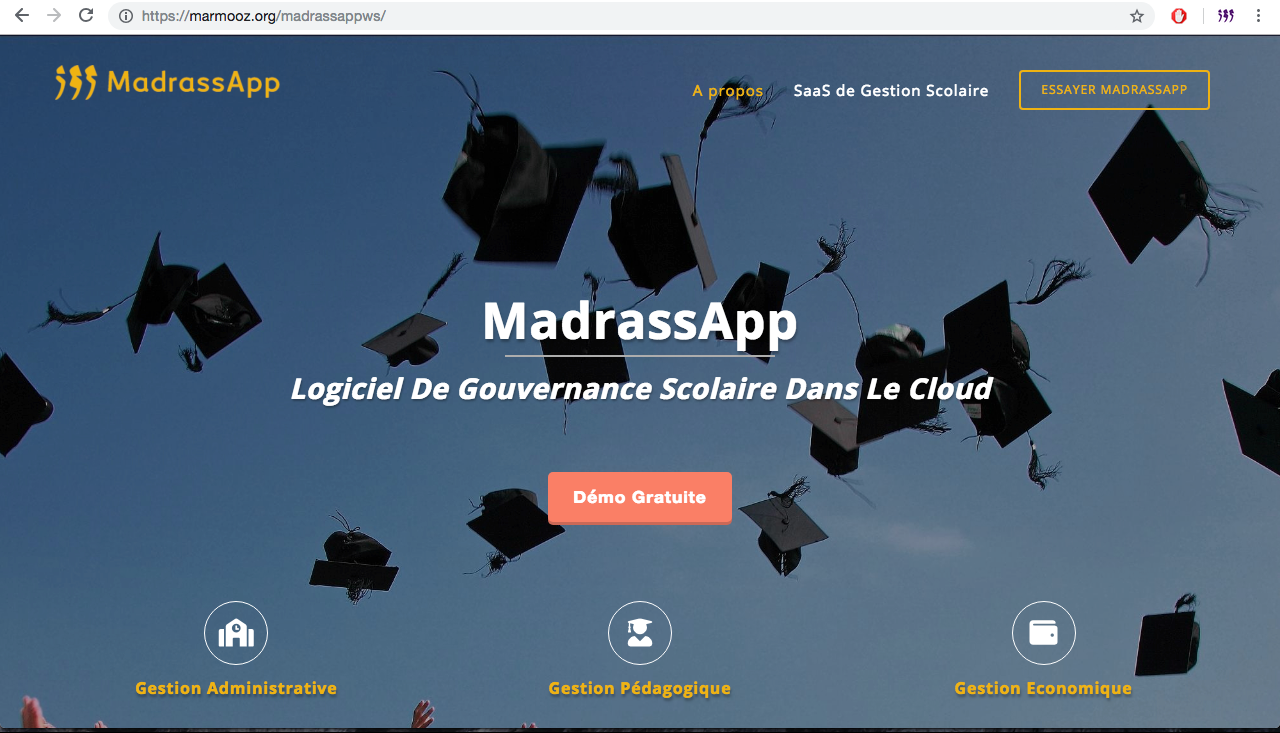 https://marmooz.org/madrassappws/
MadrassApp
A propos
SaaS de Gestion Scolaire
ESSAYER MADRASSAPP
MadrassApp
Logiciel De Gouvernance Scolaire Dans Le Cloud
Démo Gratuite
Gestion Administrative
Gestion Pédagogique
Gestion Economique